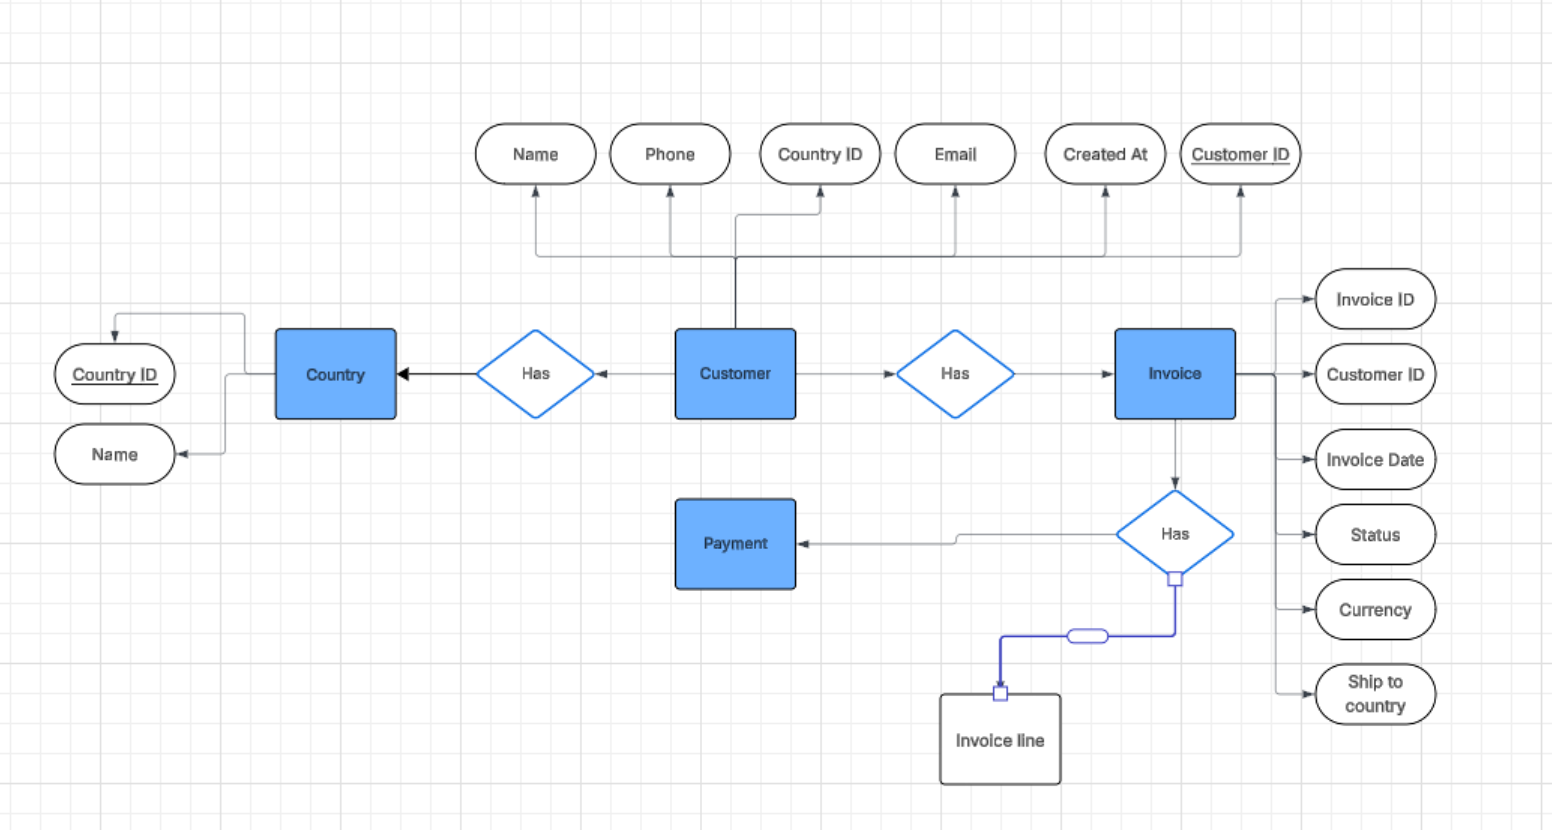 Name
Phone
Country ID
Email
Created At
Customer ID
Invoice ID
Country ID
Country
Has
Customer
Has
Invoice
Customer ID
Name
Invoice Date
Payment
Has
Status
Currency
Ship to
country
Invoice line